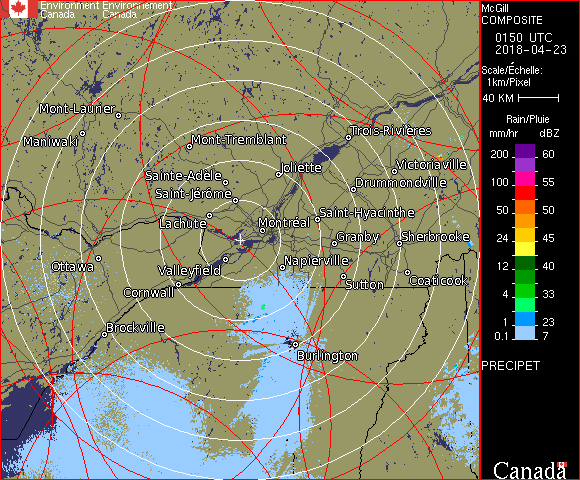 Environment Environnement
Canada Canada
McGill
COMPOSITE
0150 UTC
2018-04-23
Scale/Échelle:
1km/Pixel
40 KM
Rain/Pluie
mm/hr dBZ
200 60
150 55
100 55
50 50
24 45
12 40
4 33
1 23
0.1 7
PRECIPET
Canada
Mont-Laurier
Maniwaki
Mont-Tremblant
Trois-Rivières
Joliette
Victoriaville
Sainte-Adèle
Drummondville
Saint-Jérôme
Saint-Hyacinthe
Lachute
Montréal
Granby
Sherbrooke
Ottawa
Valleyfield
Napierville
Cornwall
Sutton
Coaticook
Brockville
Burlington